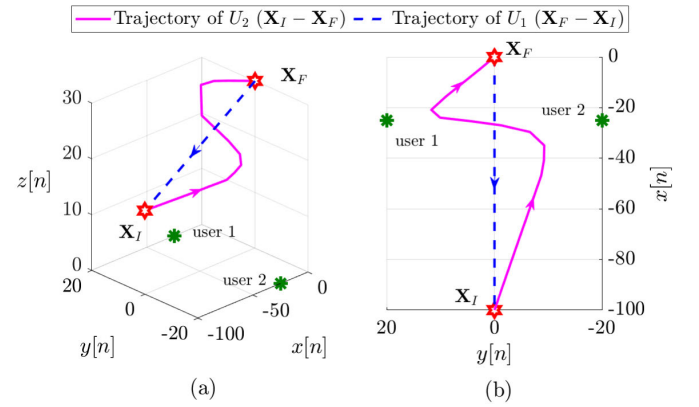 Trajectory of U₂ (X_I − X_F) Trajectory of U₁ (X_F − X_I)
X_F
30
20
z[n]
10
X_I
user 1
0
20
user 2
0
0
-50
-20
-100
y[n]
x[n]
(a)
X_F
0
user 2
-20
user 1
-40
x[n]
-60
-80
X_I
-100
20
0
-20
y[n]
(b)